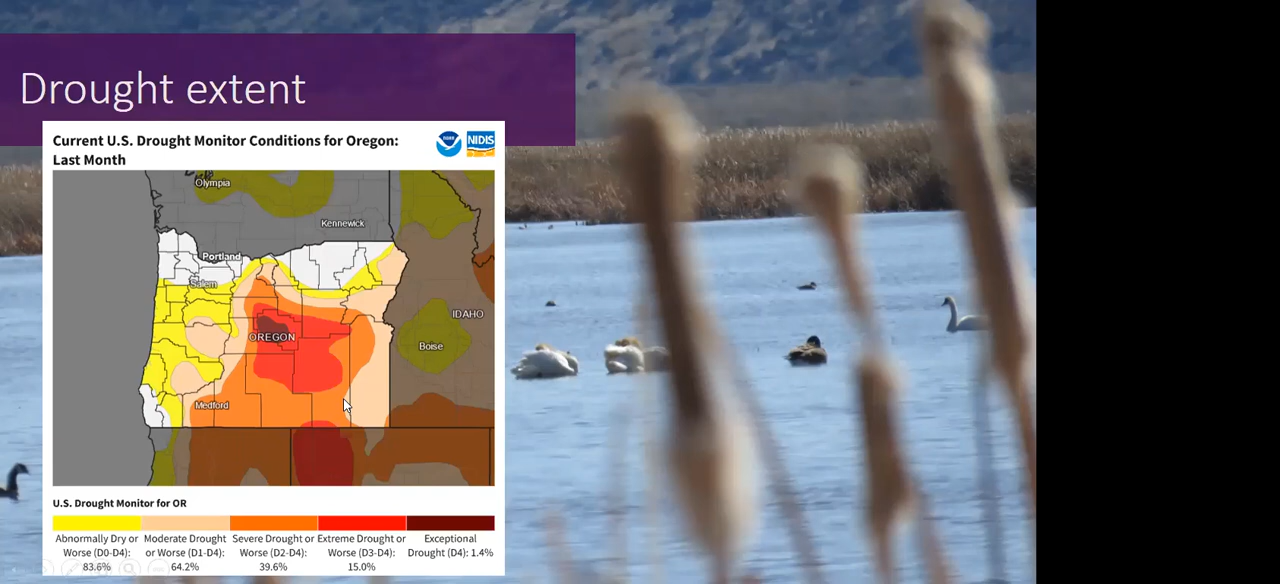 Drought extent
Current U.S. Drought Monitor Conditions for Oregon:
Last Month
NOAA
NIDIS
Olympia
Kennewick
Portland
Salem
IDAHO
OREGON
Boise
Medford
U.S. Drought Monitor for OR
Abnormally Dry or Worse (D0-D4): 83.6%
Moderate Drought or Worse (D1-D4): 64.2%
Severe Drought or Worse (D2-D4): 39.6%
Extreme Drought or Worse (D3-D4): 15.0%
Exceptional Drought (D4): 1.4%